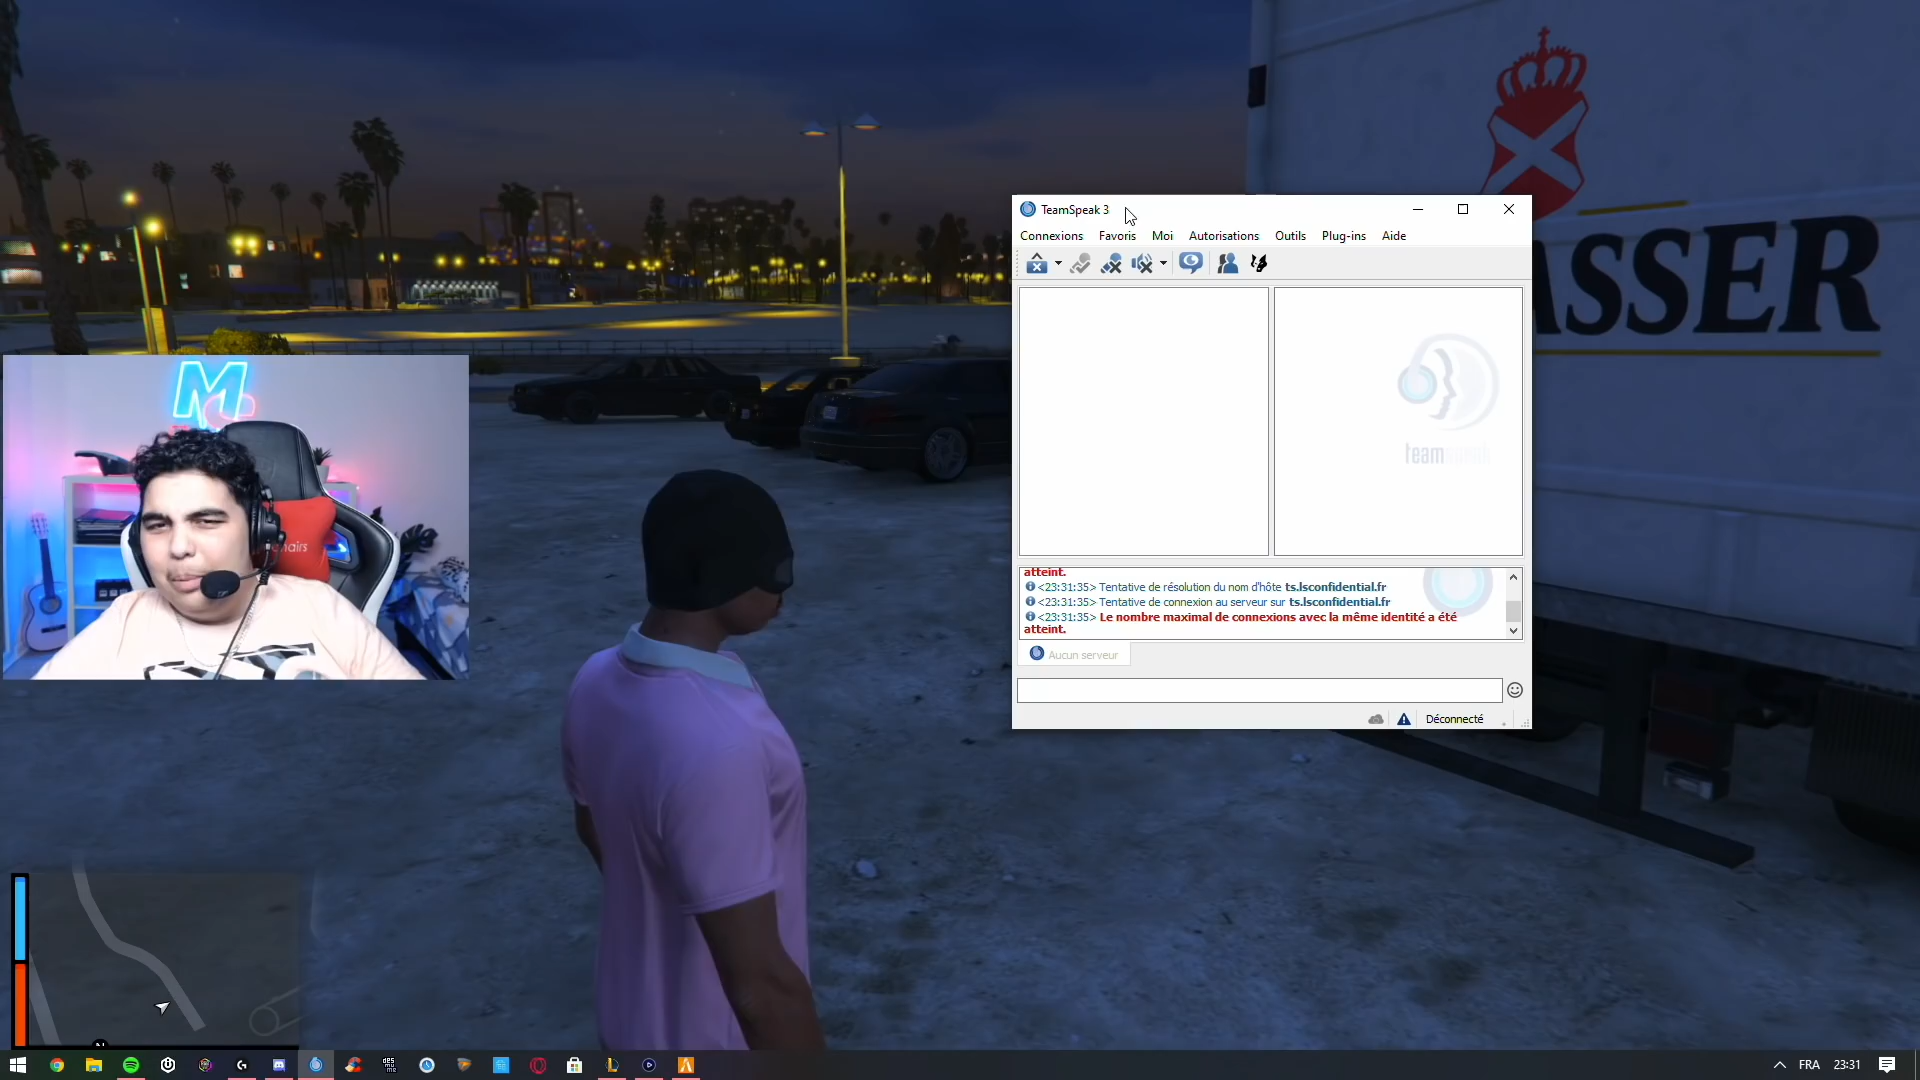 ASSER
TeamSpeak 3
Connexions Favoris Moi Autorisations Outils Plug-ins Aide
teamspeak
atteint.
<23:31:35> Tentative de résolution du nom d'hôte ts.lsconfidential.fr
<23:31:35> Tentative de connexion au serveur sur ts.lsconfidential.fr
<23:31:35> Le nombre maximal de connexions avec la même identité a été
atteint.
Aucun serveur
Déconnecté
M
hairs
FRA 23:31